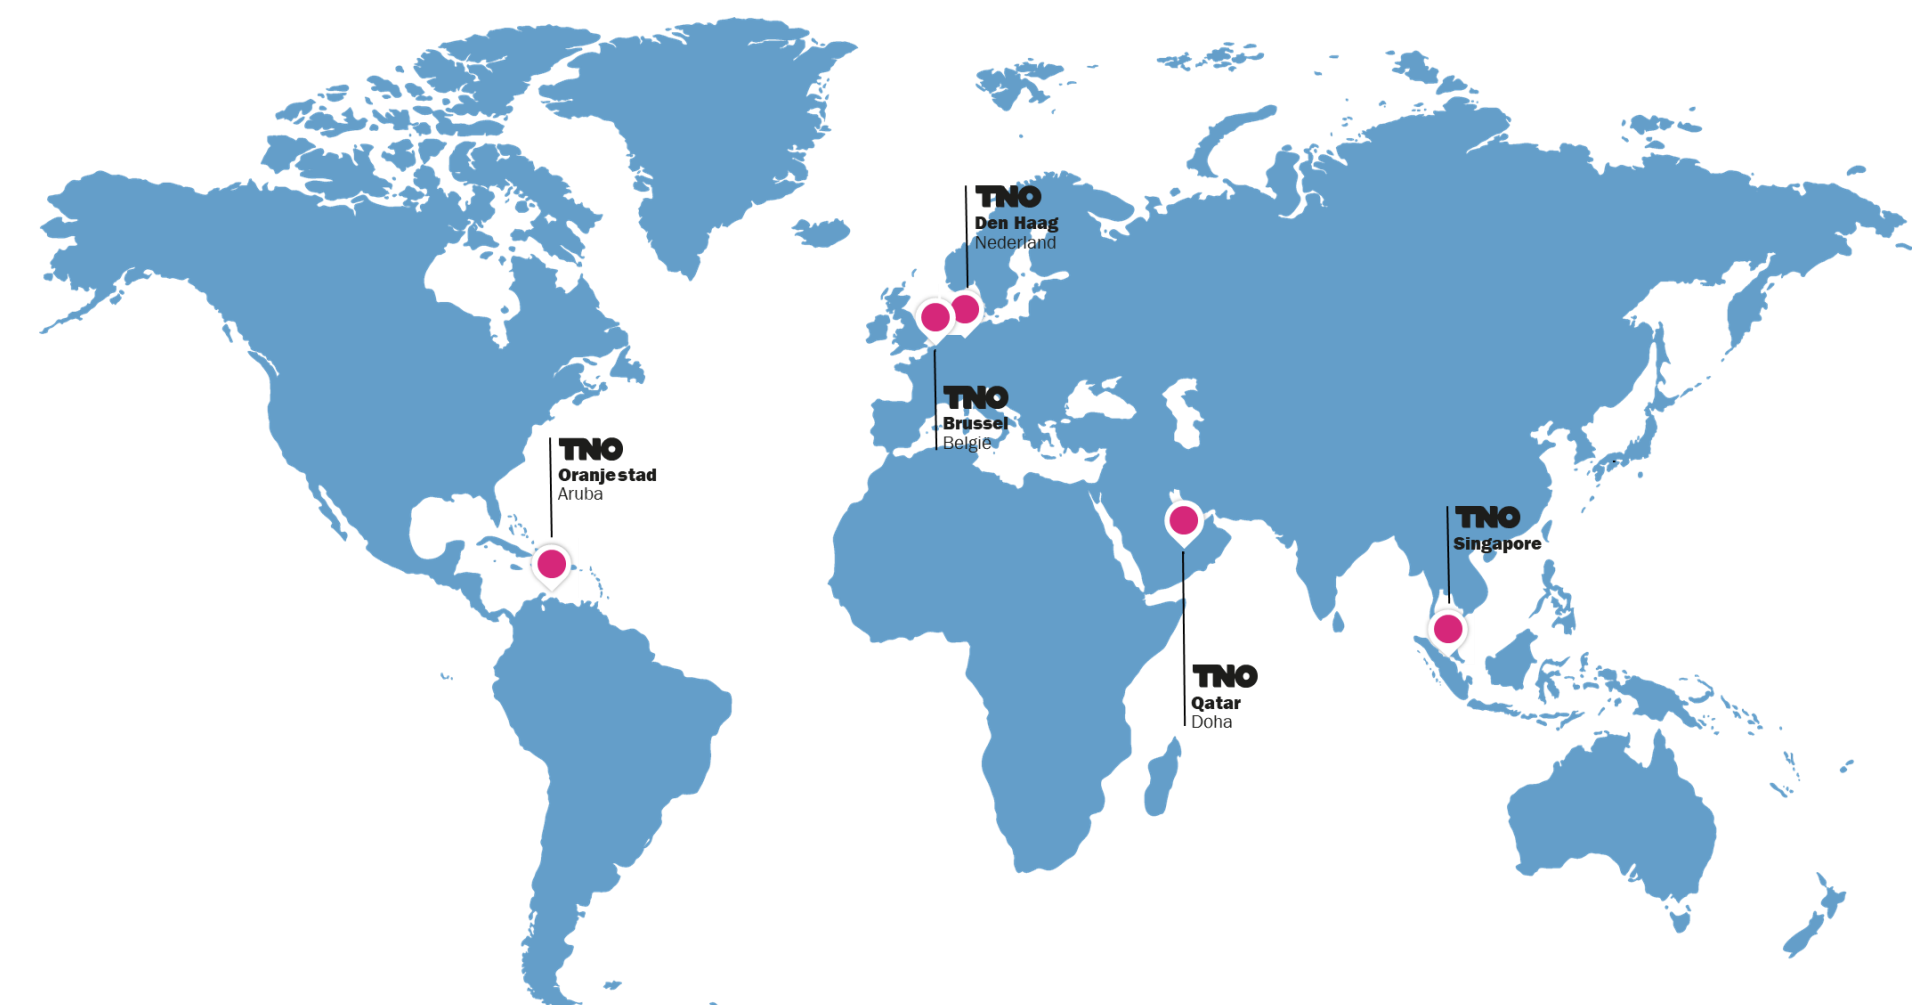 TNO
Den Haag
Nederland
TNO
Brussel
België
TNO
Oranjestad
Aruba
TNO
Singapore
TNO
Qatar
Doha